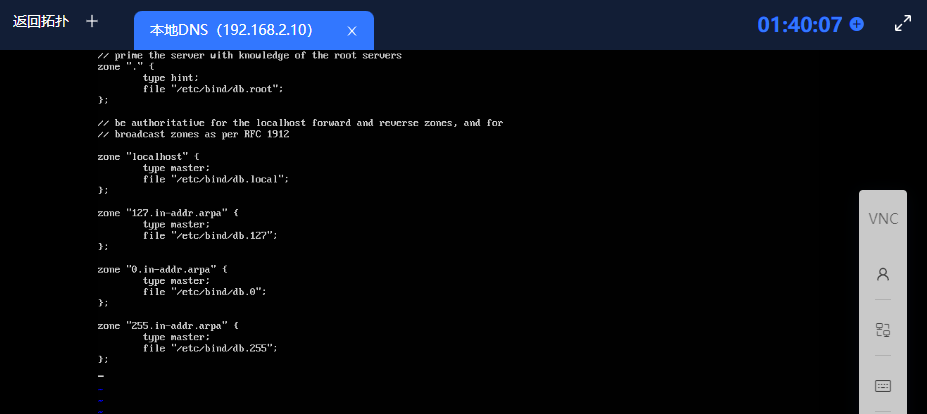 返回拓扑 +
本地DNS（192.168.2.10） ×
01:40:07
// prime the server with knowledge of the root servers
zone "." {
        type hint;
        file "/etc/bind/db.root";
};

// be authoritative for the localhost forward and reverse zones, and for
// broadcast zones as per RFC 1912

zone "localhost" {
        type master;
        file "/etc/bind/db.local";
};

zone "127.in-addr.arpa" {
        type master;
        file "/etc/bind/db.127";
};

zone "0.in-addr.arpa" {
        type master;
        file "/etc/bind/db.0";
};

zone "255.in-addr.arpa" {
        type master;
        file "/etc/bind/db.255";
};
VNC